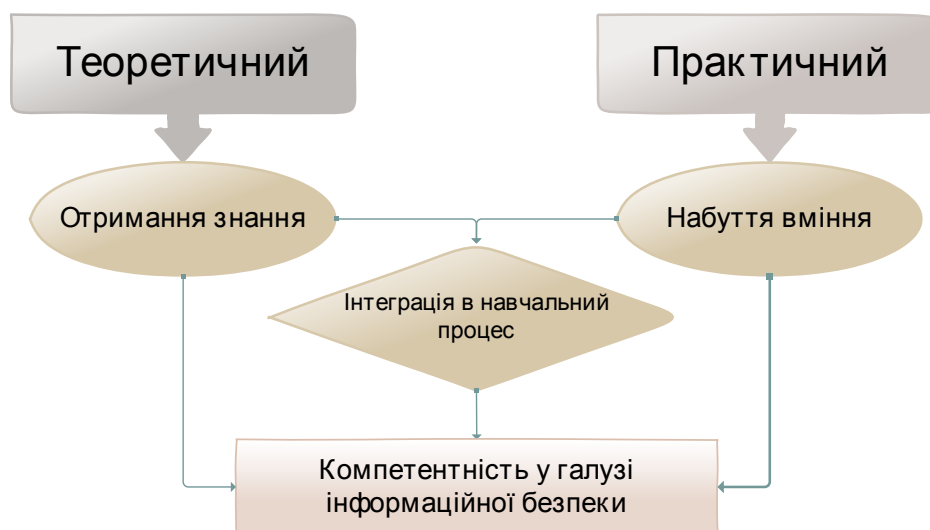 Теоретичний
Практичний
Отримання знання
Набуття вміння
Інтеграція в навчальний
процес
Компетентність у галузі
інформаційної безпеки